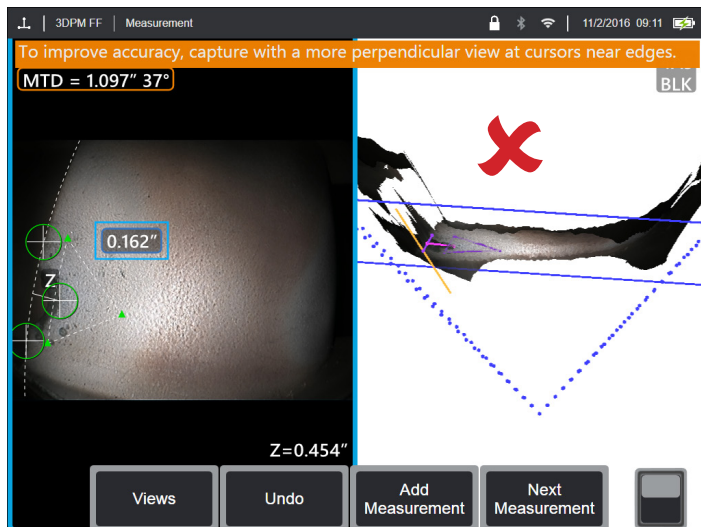 3DPM FF | Measurement
11/2/2016 09:11
To improve accuracy, capture with a more perpendicular view at cursors near edges.
MTD = 1.097" 37°
BLK
0.162"
Z
Z=0.454"
Views
Undo
Add
Measurement
Next
Measurement